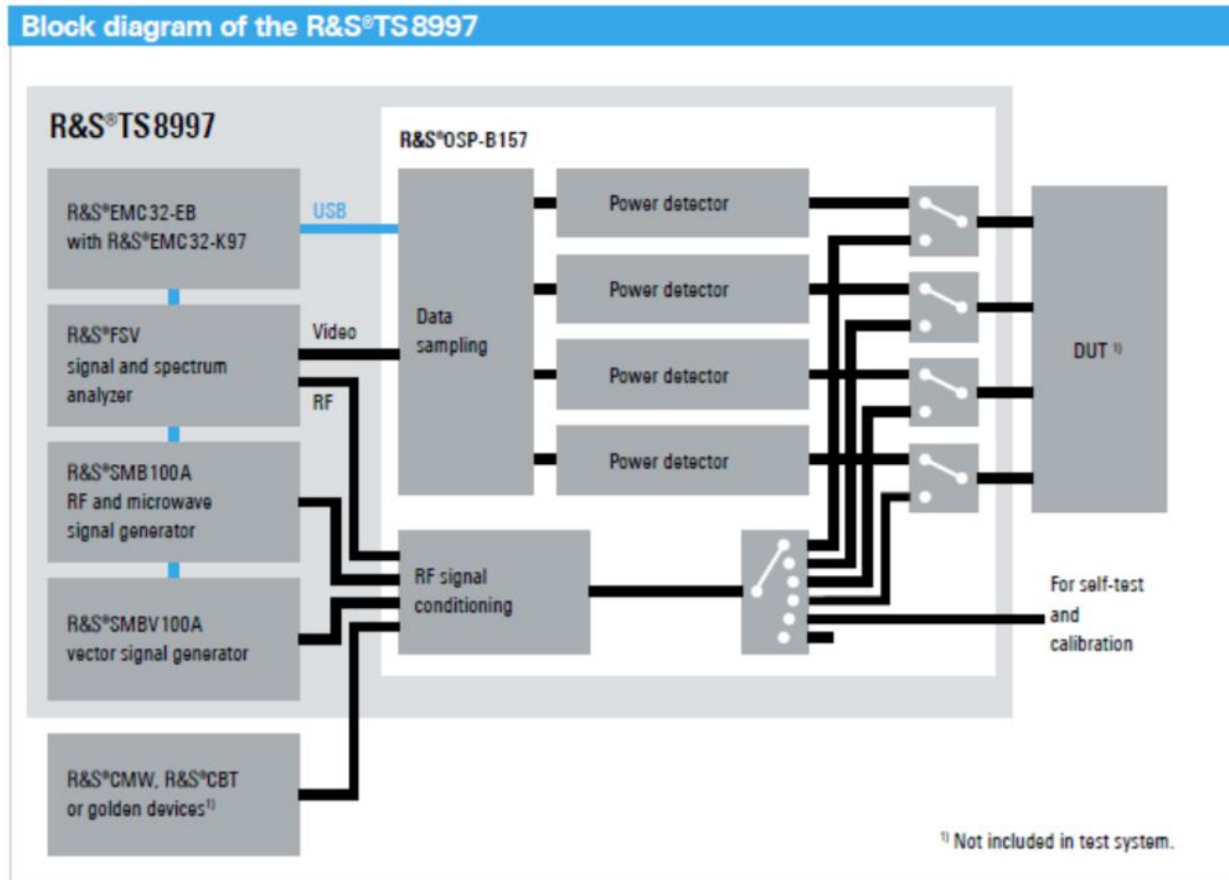 Block diagram of the R&S®TS8997
R&S®TS8997
R&S®OSP-B157
R&S®EMC32-EB
with R&S®EMC32-K97
USB
R&S®FSV
signal and spectrum
analyzer
Video
RF
R&S®SMB100A
RF and microwave
signal generator
R&S®SMBV100A
vector signal generator
R&S®CMW, R&S®CBT
or golden devices¹⁾
Data
sampling
Power detector
Power detector
Power detector
Power detector
RF signal
conditioning
DUT ¹⁾
For self-test
and
calibration
¹⁾ Not included in test system.